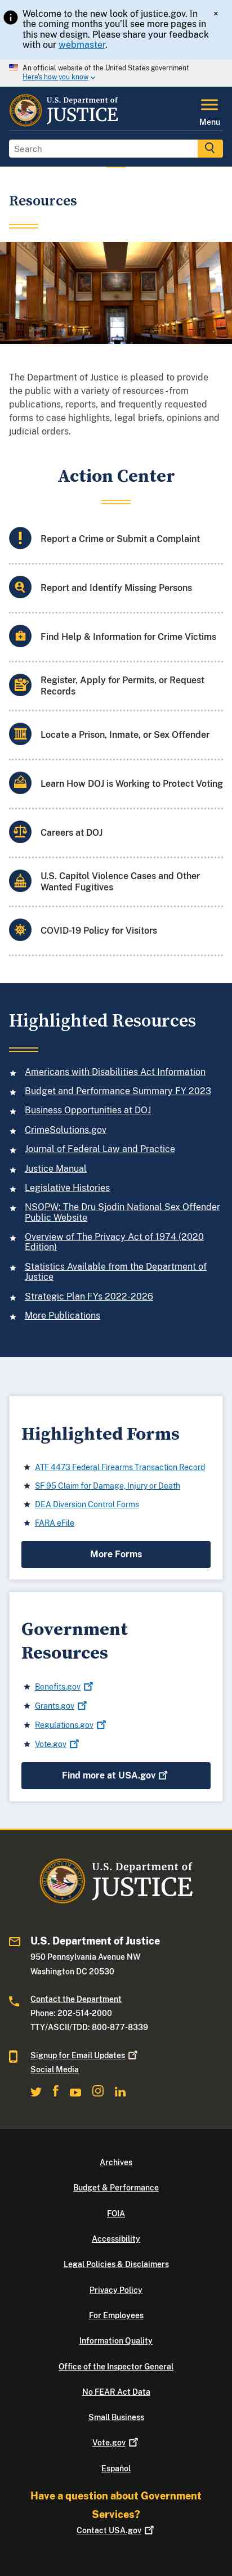 Welcome to the new look of justice.gov. In
the coming months you'll see more pages in
this new design. Please share your feedback
with our webmaster.
×
An official website of the United States government
Here's how you know
U.S. Department of
JUSTICE
Menu
Search
Resources
The Department of Justice is pleased to provide
the public with a variety of resources-from
publications, reports, and frequently requested
forms to case highlights, legal briefs, opinions and
judicial orders.
Action Center
Report a Crime or Submit a Complaint
Report and Identify Missing Persons
Find Help & Information for Crime Victims
Register, Apply for Permits, or Request
Records
Locate a Prison, Inmate, or Sex Offender
Learn How DOJ is Working to Protect Voting
Careers at DOJ
U.S. Capitol Violence Cases and Other
Wanted Fugitives
COVID-19 Policy for Visitors
Highlighted Resources
Americans with Disabilities Act Information
Budget and Performance Summary FY 2023
Business Opportunities at DOJ
CrimeSolutions.gov
Journal of Federal Law and Practice
Justice Manual
Legislative Histories
NSOPW: The Dru Sjodin National Sex Offender
Public Website
Overview of The Privacy Act of 1974 (2020
Edition)
Statistics Available from the Department of
Justice
Strategic Plan FYs 2022-2026
More Publications
Highlighted Forms
ATF 4473 Federal Firearms Transaction Record
SF 95 Claim for Damage, Injury or Death
DEA Diversion Control Forms
FARA eFile
More Forms
Government
Resources
Benefits.gov
Grants.gov
Regulations.gov
Vote.gov
Find more at USA.gov
U.S. Department of
JUSTICE
U.S. Department of Justice
950 Pennsylvania Avenue NW
Washington DC 20530
Contact the Department
Phone: 202-514-2000
TTY/ASCII/TDD: 800-877-8339
Signup for Email Updates
Social Media
Archives
Budget & Performance
FOIA
Accessibility
Legal Policies & Disclaimers
Privacy Policy
For Employees
Information Quality
Office of the Inspector General
No FEAR Act Data
Small Business
Vote.gov
Español
Have a question about Government
Services?
Contact USA.gov